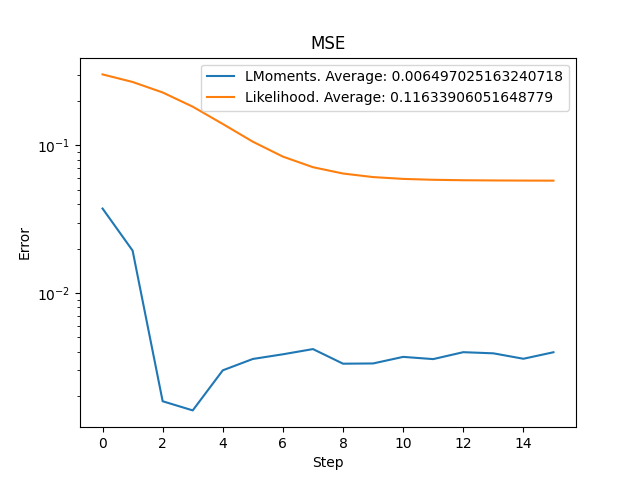 MSE
LMoments. Average: 0.006497025163240718
Likelihood. Average: 0.11633906051648779
Error
10⁻¹
10⁻²
0 2 4 6 8 10 12 14
Step